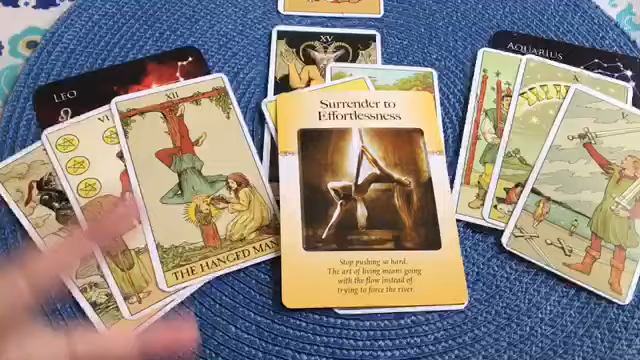 XV
AQUARIUS
LEO
XII
VI
X
V
Surrender to
Effortlessness
THE HANGED MAN
Stop pushing so hard.
The art of living means going
with the flow instead of
trying to force the river.